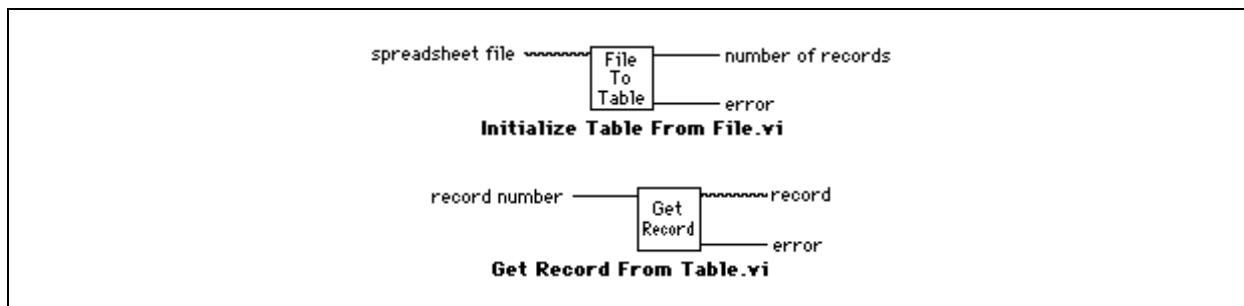 spreadsheet file File To Table number of records
error
Initialize Table From File.vi
record number Get Record record
error
Get Record From Table.vi